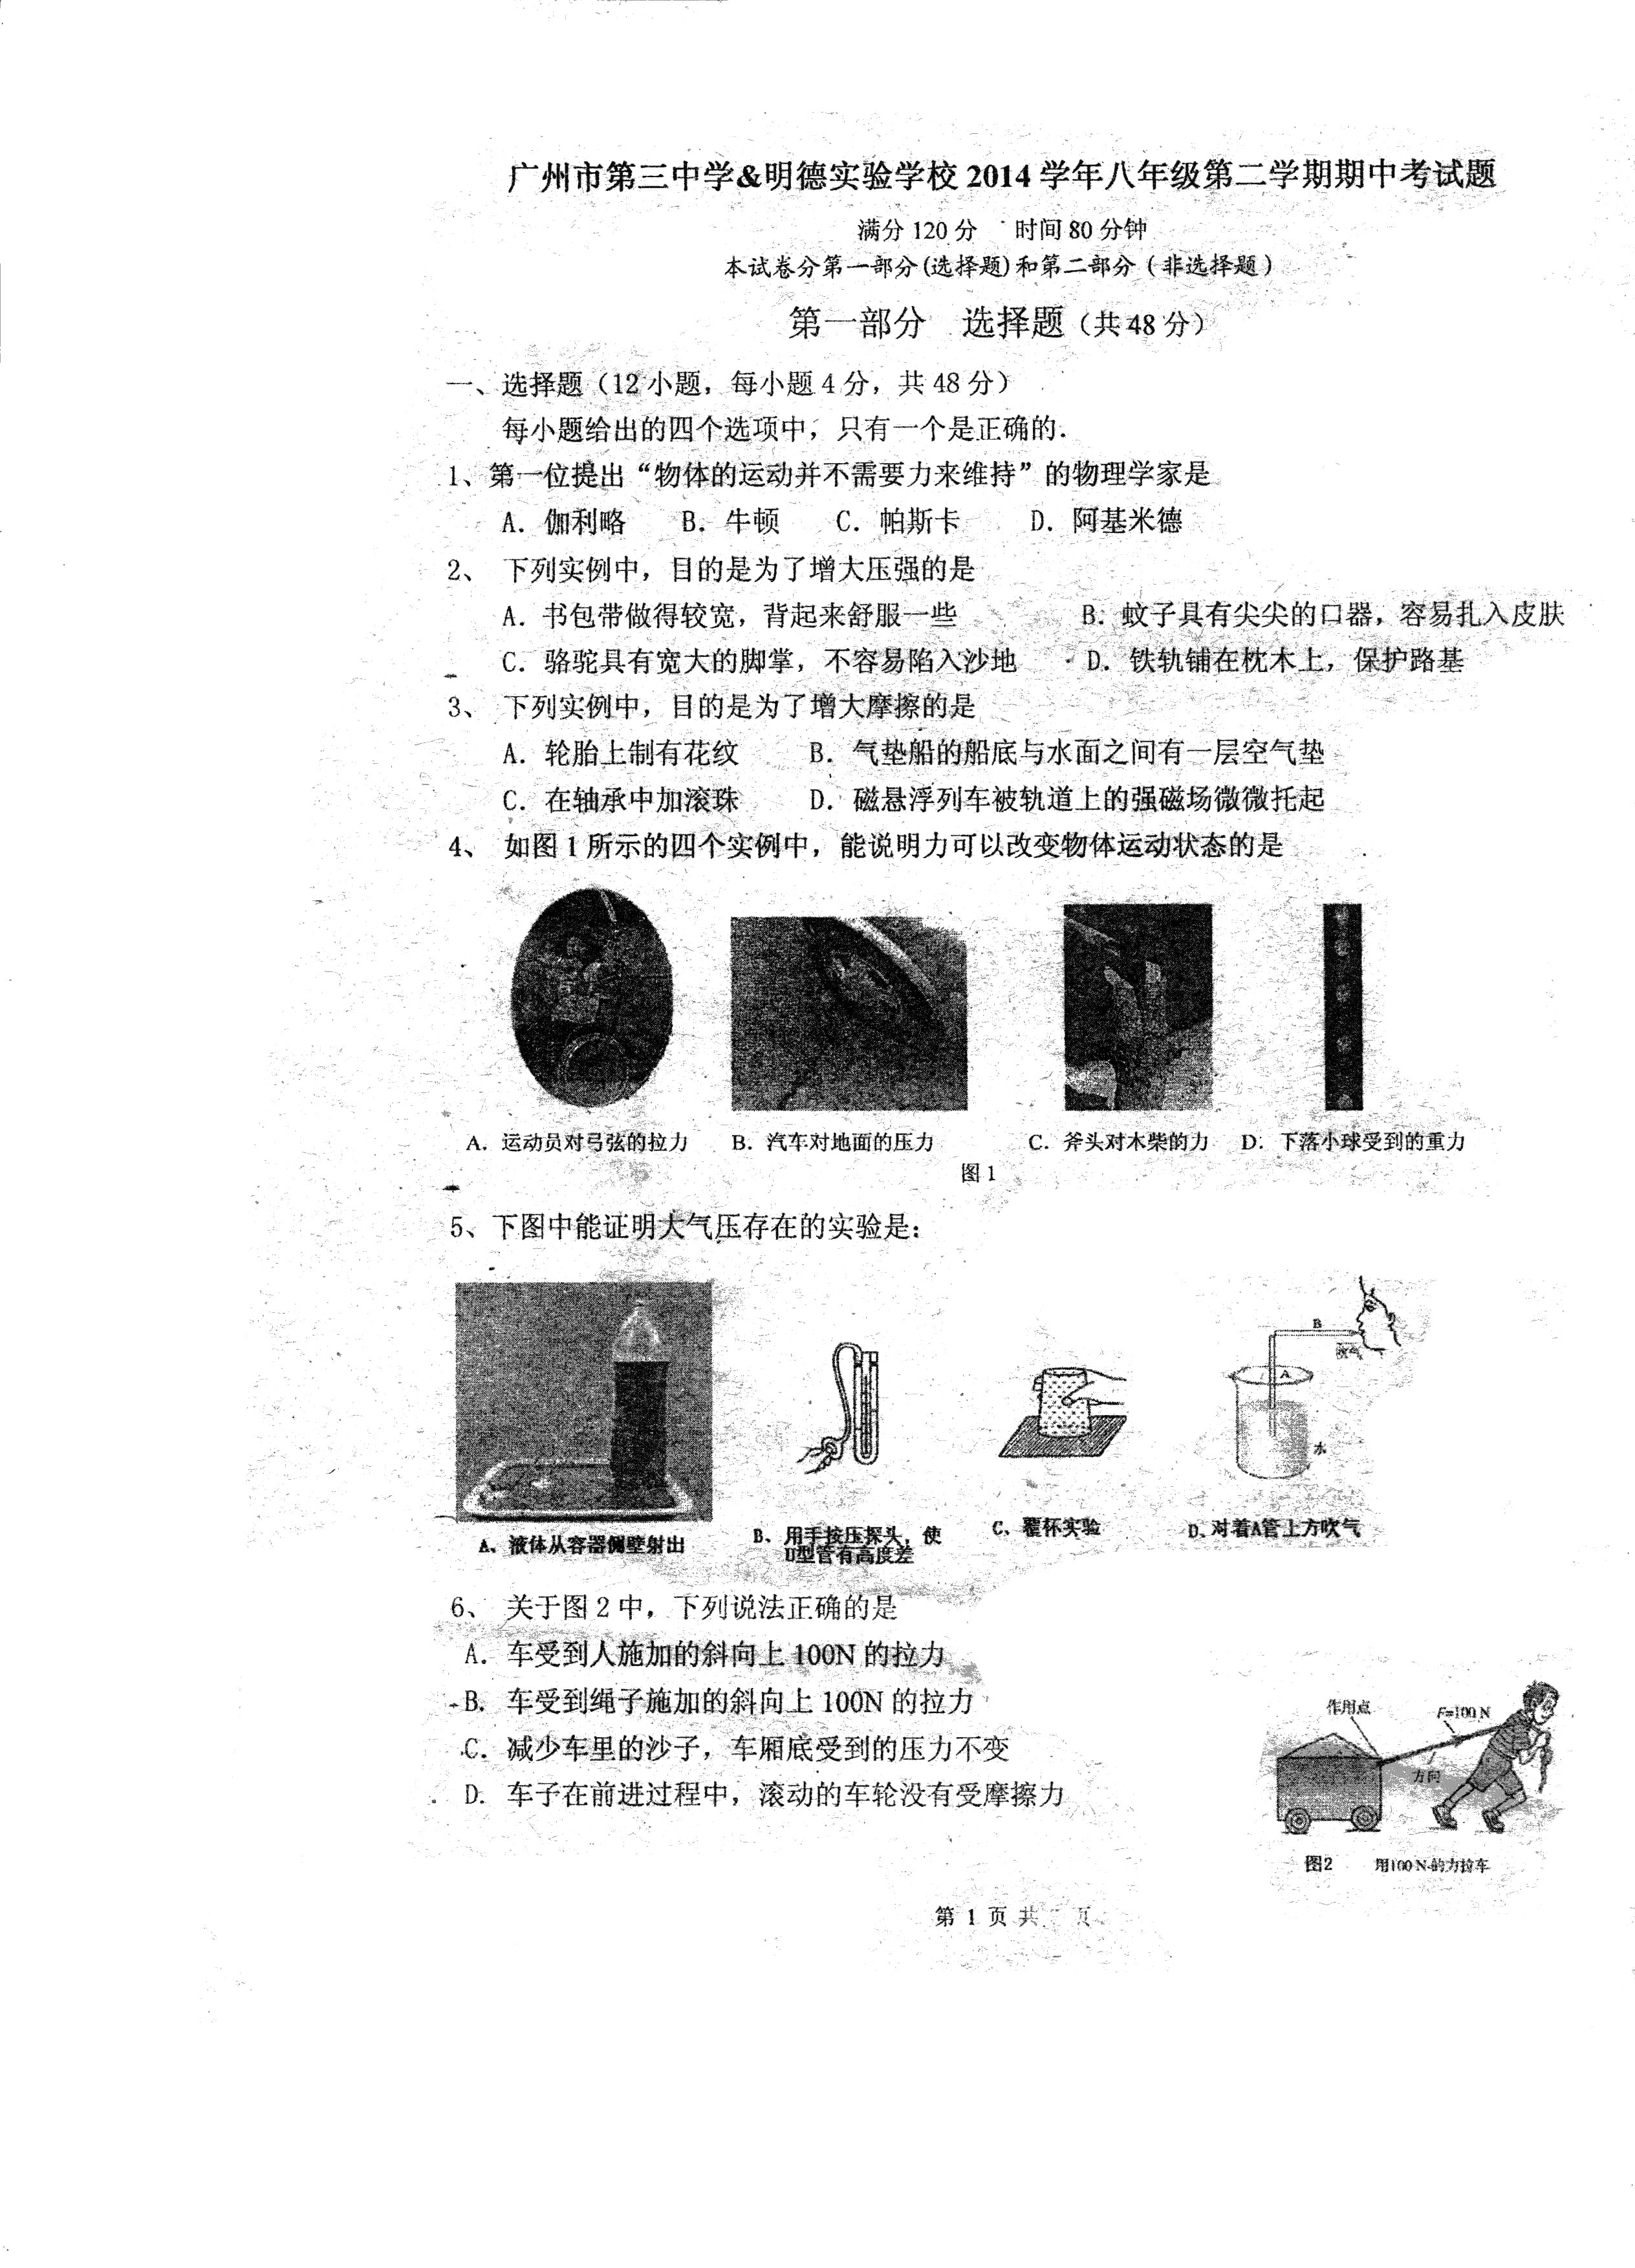 广州市第三中学&明德实验学校 2014 学年八年级第二学期期中考试题
满分 120 分 时间 80 分钟
本试卷分第一部分(选择题)和第二部分（非选择题）
第一部分 选择题（共 48 分）
一、选择题（12 小题，每小题 4 分，共 48 分）
每小题给出的四个选项中，只有一个是正确的.
1、第一位提出“物体的运动并不需要力来维持”的物理学家是
A. 伽利略 B. 牛顿 C. 帕斯卡 D. 阿基米德
2、 下列实例中，目的是为了增大压强的是
A. 书包带做得较宽，背起来舒服一些 B. 蚊子具有尖尖的口器，容易扎入皮肤
C. 骆驼具有宽大的脚掌，不容易陷入沙地 D. 铁轨铺在枕木上，保护路基
3、 下列实例中，目的是为了增大摩擦的是
A. 轮胎上制有花纹 B. 气垫船的船底与水面之间有一层空气垫
C. 在轴承中加滚珠 D. 磁悬浮列车被轨道上的强磁场微微托起
4、 如图 1 所示的四个实例中，能说明力可以改变物体运动状态的是
A. 运动员对弓弦的拉力 B. 汽车对地面的压力 C. 斧头对木柴的力 D. 下落小球受到的重力
图 1
5、下图中能证明大气压存在的实验是：
B
吹气
A
水
A、液体从容器侧壁射出 B、用手按压探头，使 C、覆杯实验 D、对着A管上方吹气
U型管有高度差
6、 关于图 2 中，下列说法正确的是
A. 车受到人施加的斜向上 100N 的拉力
B. 车受到绳子施加的斜向上 100N 的拉力
C. 减少车里的沙子，车厢底受到的压力不变
D. 车子在前进过程中，滚动的车轮没有受摩擦力
作用点 F=100 N
方向
图2 用100 N的力拉车
第 1 页 共 页